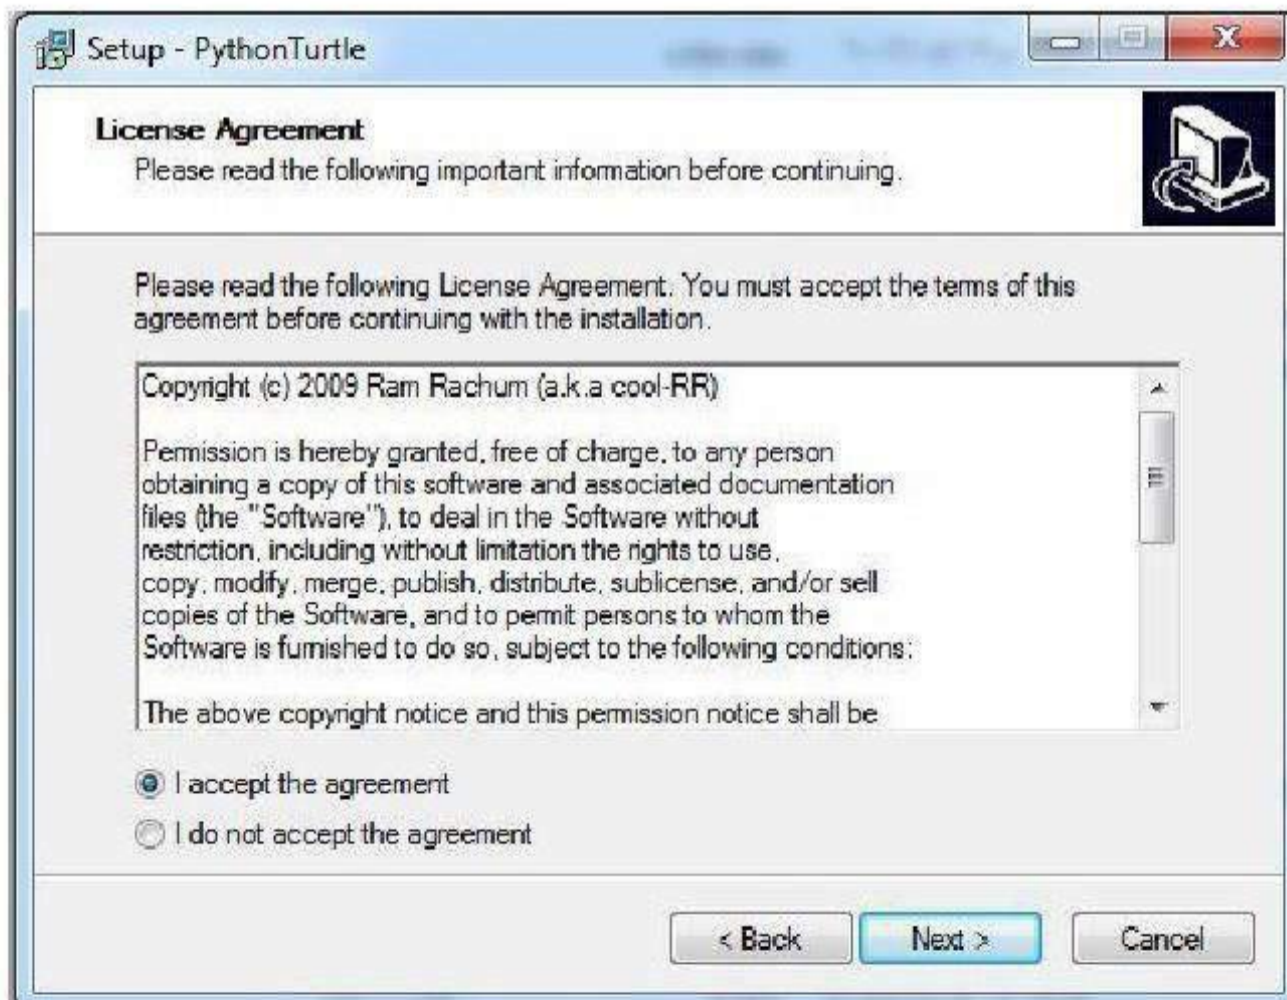 Setup - PythonTurtle
License Agreement
Please read the following important information before continuing.
Please read the following License Agreement. You must accept the terms of this
agreement before continuing with the installation.
Copyright (c) 2009 Ram Rachum (a.k.a cool-RR)
Permission is hereby granted, free of charge, to any person
obtaining a copy of this software and associated documentation
files (the "Software"), to deal in the Software without
restriction, including without limitation the rights to use,
copy, modify, merge, publish, distribute, sublicense, and/or sell
copies of the Software, and to permit persons to whom the
Software is furnished to do so, subject to the following conditions:
The above copyright notice and this permission notice shall be
I accept the agreement
I do not accept the agreement
< Back Next > Cancel